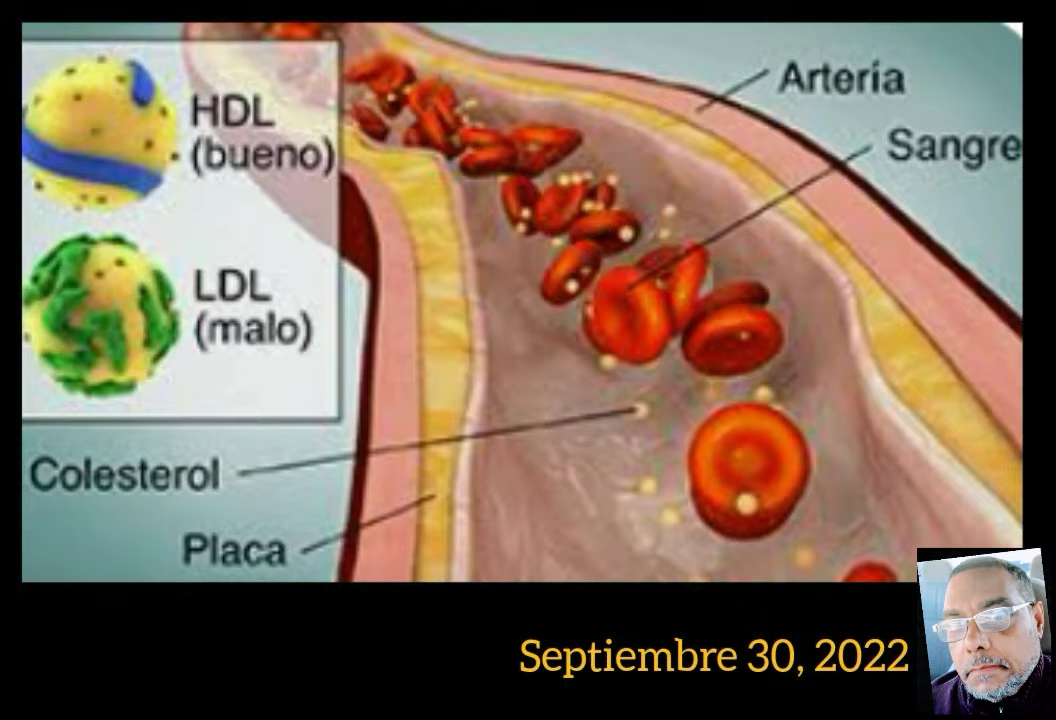 HDL
(bueno)
LDL
(malo)
Arteria
Sangre
Colesterol
Placa
Septiembre 30, 2022